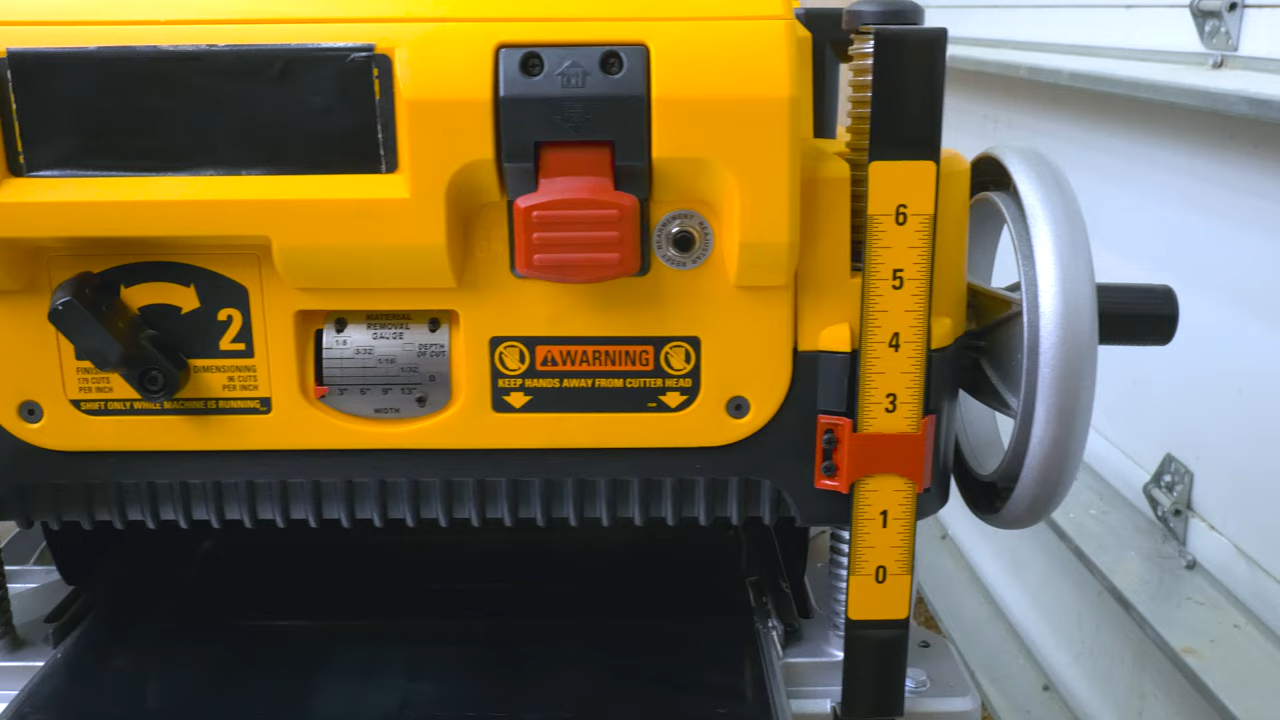 6
5
4
3
1
0
2
DIMENSIONING
96 CUTS
PER INCH
179 CUTS
PER INCH
SHIFT ONLY WHILE MACHINE IS RUNNING
MATERIAL
REMOVAL
GAUGE
DEPTH
OF CUT
1/8
3/32
1/16
1/32
0
3" 6" 9" 13"
WIDTH
WARNING
KEEP HANDS AWAY FROM CUTTER HEAD